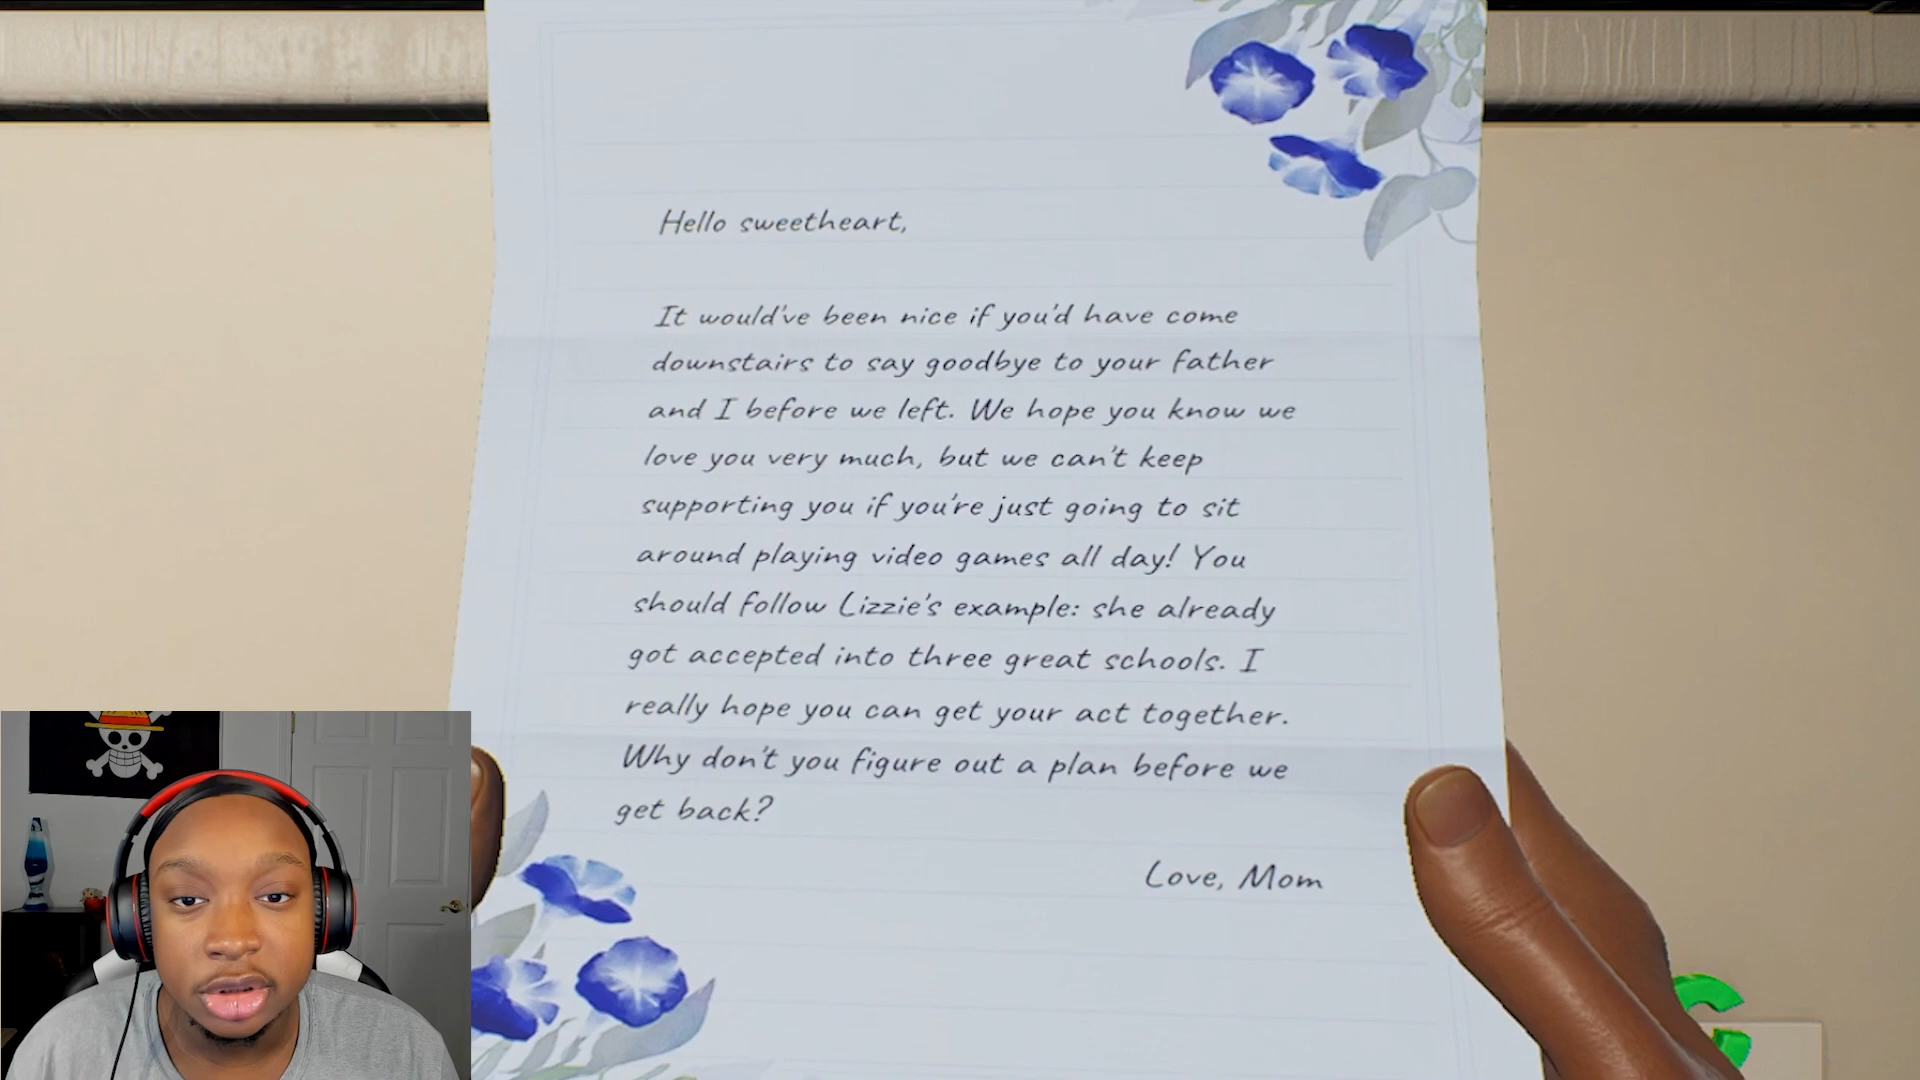 Hello sweetheart,
It would've been nice if you'd have come
downstairs to say goodbye to your father
and I before we left. We hope you know we
love you very much, but we can't keep
supporting you if you're just going to sit
around playing video games all day! You
should follow Lizzie's example: she already
got accepted into three great schools. I
really hope you can get your act together.
Why don't you figure out a plan before we
get back?
Love, Mom